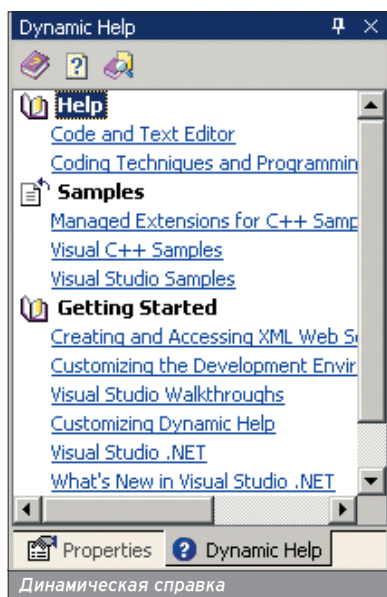 Dynamic Help
Help
Code and Text Editor
Coding Techniques and Programmin
Samples
Managed Extensions for C++ Samp
Visual C++ Samples
Visual Studio Samples
Getting Started
Creating and Accessing XML Web S
Customizing the Development Envir
Visual Studio Walkthroughs
Customizing Dynamic Help
Visual Studio .NET
What's New in Visual Studio .NET
Properties Dynamic Help
Динамическая справка